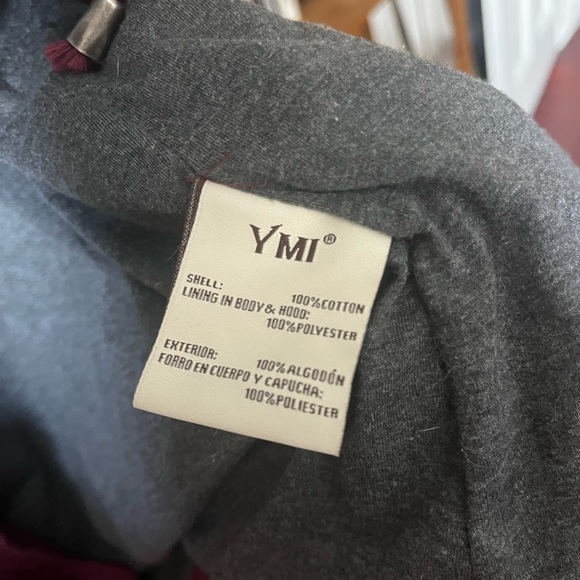 YMI®
SHELL:
100%COTTON
LINING IN BODY & HOOD:
100%POLYESTER
EXTERIOR:
100%ALGODÓN
FORRO EN CUERPO Y CAPUCHA:
100%POLIESTER